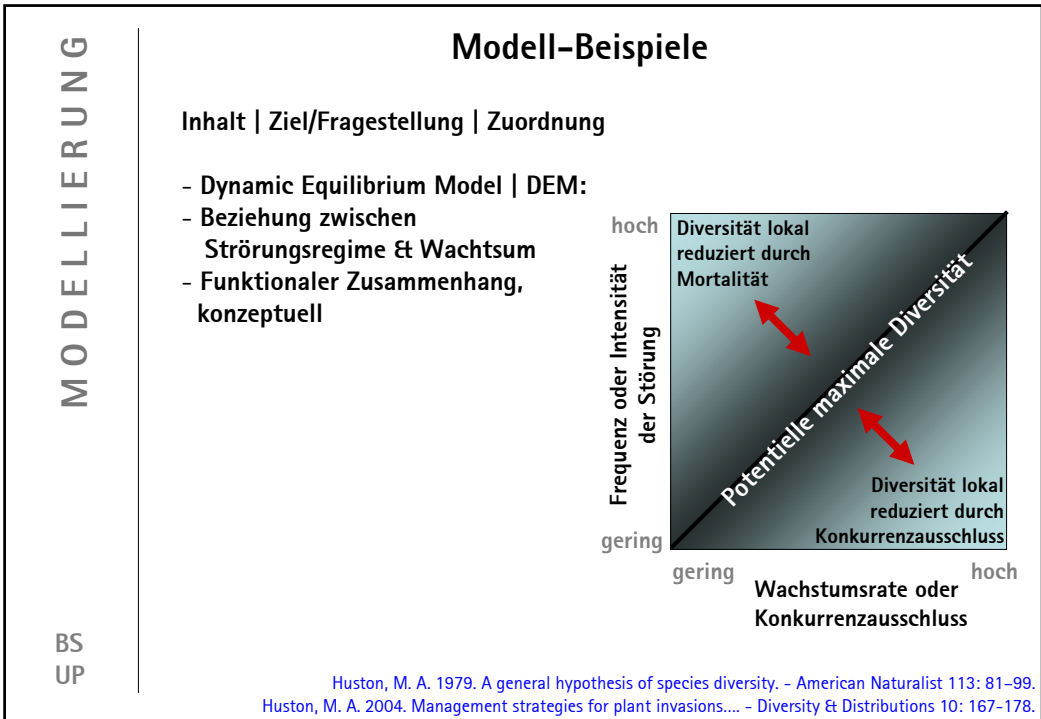 MODELLIERUNG
Modell-Beispiele
Inhalt | Ziel/Fragestellung | Zuordnung
- Dynamic Equilibrium Model | DEM:
- Beziehung zwischen
Strörungsregime & Wachtsum
- Funktionaler Zusammenhang,
konzeptuell
hoch
Frequenz oder Intensität
der Störung
gering
Diversität lokal
reduziert durch
Mortalität
Potentielle maximale Diversität
Diversität lokal
reduziert durch
Konkurrenzausschluss
gering
hoch
Wachstumsrate oder
Konkurrenzausschluss
BS
UP
Huston, M. A. 1979. A general hypothesis of species diversity. - American Naturalist 113: 81–99.
Huston, M. A. 2004. Management strategies for plant invasions.... - Diversity & Distributions 10: 167-178.